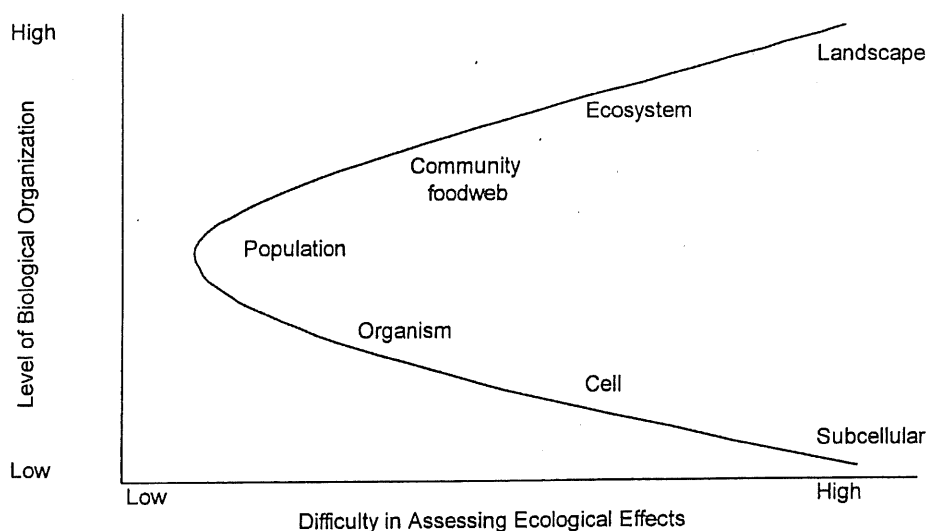 High
Landscape
Ecosystem
Community
foodweb
Level of Biological Organization
Population
Organism
Cell
Subcellular
Low
Low
High
Difficulty in Assessing Ecological Effects